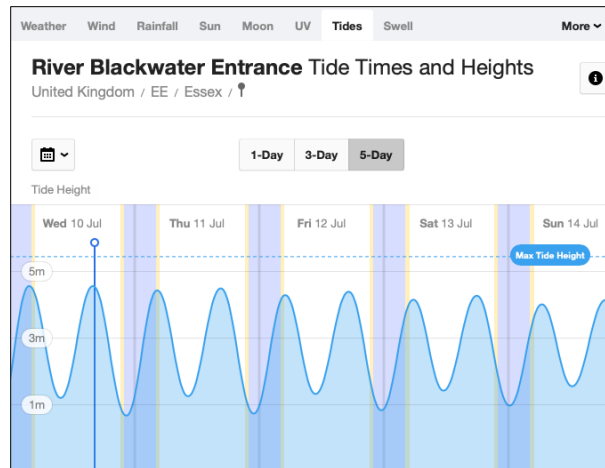 Weather Wind Rainfall Sun Moon UV Tides Swell More
River Blackwater Entrance Tide Times and Heights
United Kingdom / EE / Essex /
1-Day 3-Day 5-Day
Tide Height
Wed 10 Jul Thu 11 Jul Fri 12 Jul Sat 13 Jul Sun 14 Jul
Max Tide Height
5m
3m
1m